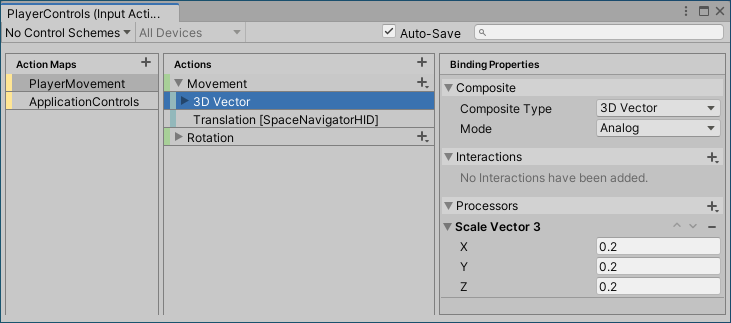 PlayerControls (Input Acti...
No Control Schemes All Devices Auto-Save
Action Maps
PlayerMovement
ApplicationControls
Actions
Movement
3D Vector
Translation [SpaceNavigatorHID]
Rotation
Binding Properties
Composite
Composite Type 3D Vector
Mode Analog
Interactions
No Interactions have been added.
Processors
Scale Vector 3
X 0.2
Y 0.2
Z 0.2